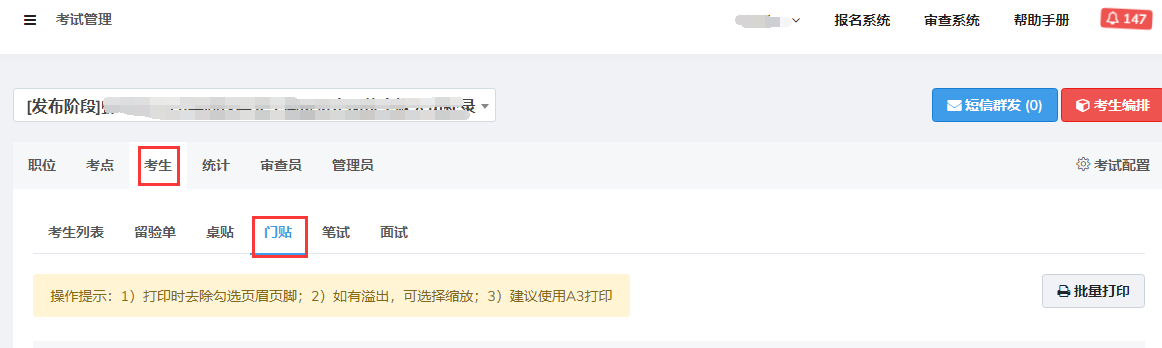 考试管理
报名系统 审查系统 帮助手册 147
[发布阶段] 录
短信群发 (0) 考生编排
职位 考点 考生 统计 审查员 管理员 考试配置
考生列表 留验单 桌贴 门贴 笔试 面试
操作提示：1）打印时去除勾选页眉页脚；2）如有溢出，可选择缩放；3）建议使用A3打印
批量打印